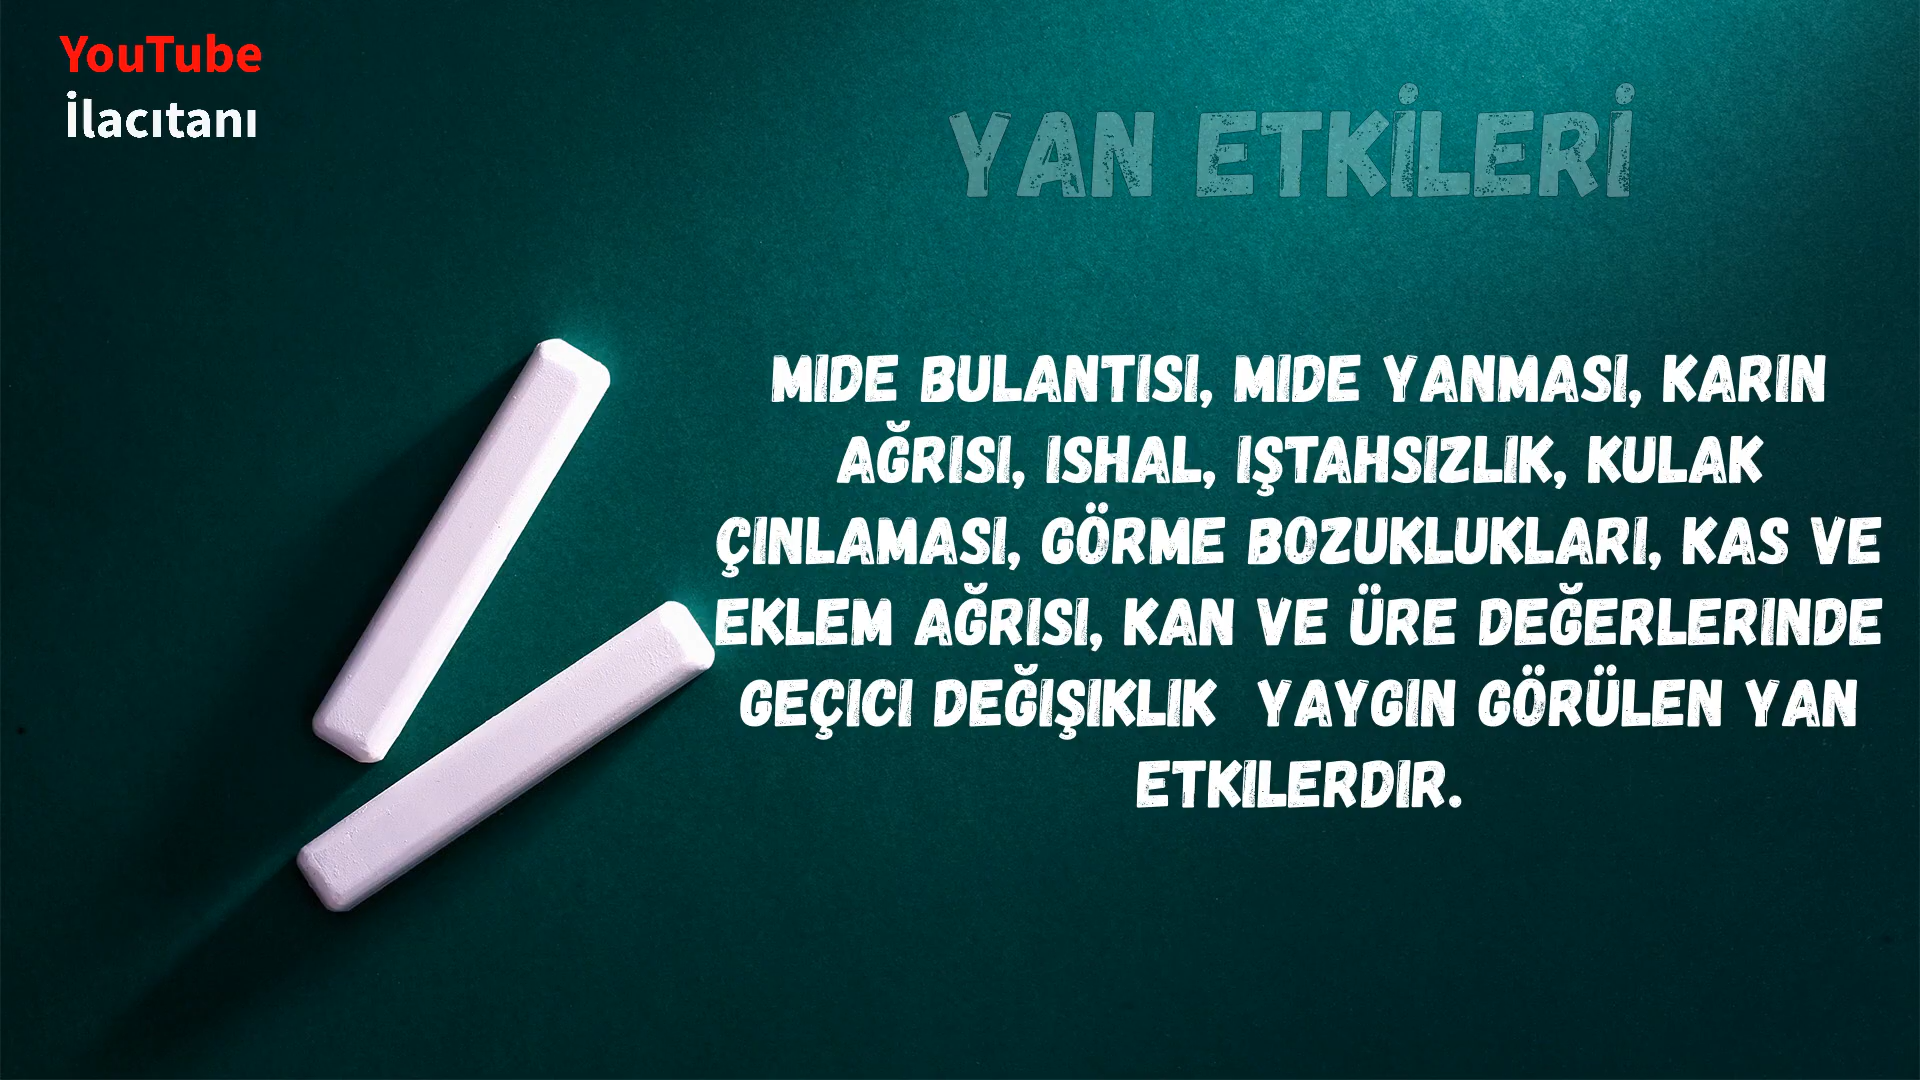 YouTube
İlacıtanı
YAN ETKİLERİ
MIDE BULANTISI, MIDE YANMASI, KARIN
AĞRISI, ISHAL, IŞTAHSIZLIK, KULAK
ÇINLAMASI, GÖRME BOZUKLUKLARI, KAS VE
EKLEM AĞRISI, KAN VE ÜRE DEĞERLERINDE
GEÇICI DEĞIŞIKLIK  YAYGIN GÖRÜLEN YAN
ETKILERDIR.